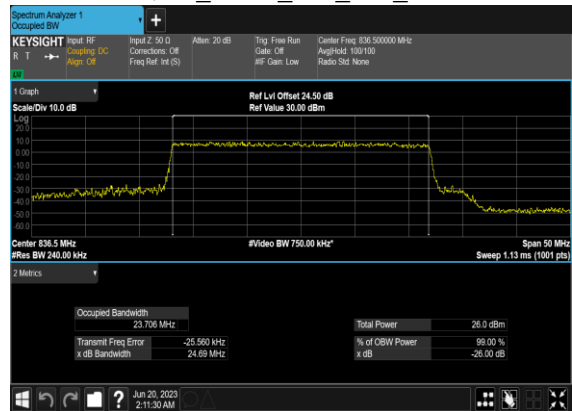 Spectrum Analyzer 1
Occupied BW
+
KEYSIGHT Input: RF Input Z: 50 Ω Atten: 20 dB Trig: Free Run Center Freq: 836.500000 MHz
R T Coupling: DC Corrections: Off Gate: Off Avg|Hold: 100/100
Align: Off Freq Ref: Int (S) #IF Gain: Low Radio Std: None
LW
1 Graph
Ref Lvl Offset 24.50 dB
Scale/Div 10.0 dB Ref Value 30.00 dBm
Log
20.0
10.0
0.00
-10.0
-20.0
-30.0
-40.0
-50.0
-60.0
Center 836.5 MHz #Video BW 750.00 kHz* Span 50 MHz
#Res BW 240.00 kHz Sweep 1.13 ms (1001 pts)
2 Metrics
Occupied Bandwidth
23.706 MHz Total Power 26.0 dBm
Transmit Freq Error -25.560 kHz % of OBW Power 99.00 %
x dB Bandwidth 24.69 MHz x dB -26.00 dB
? Jun 20, 2023
2:11:30 AM